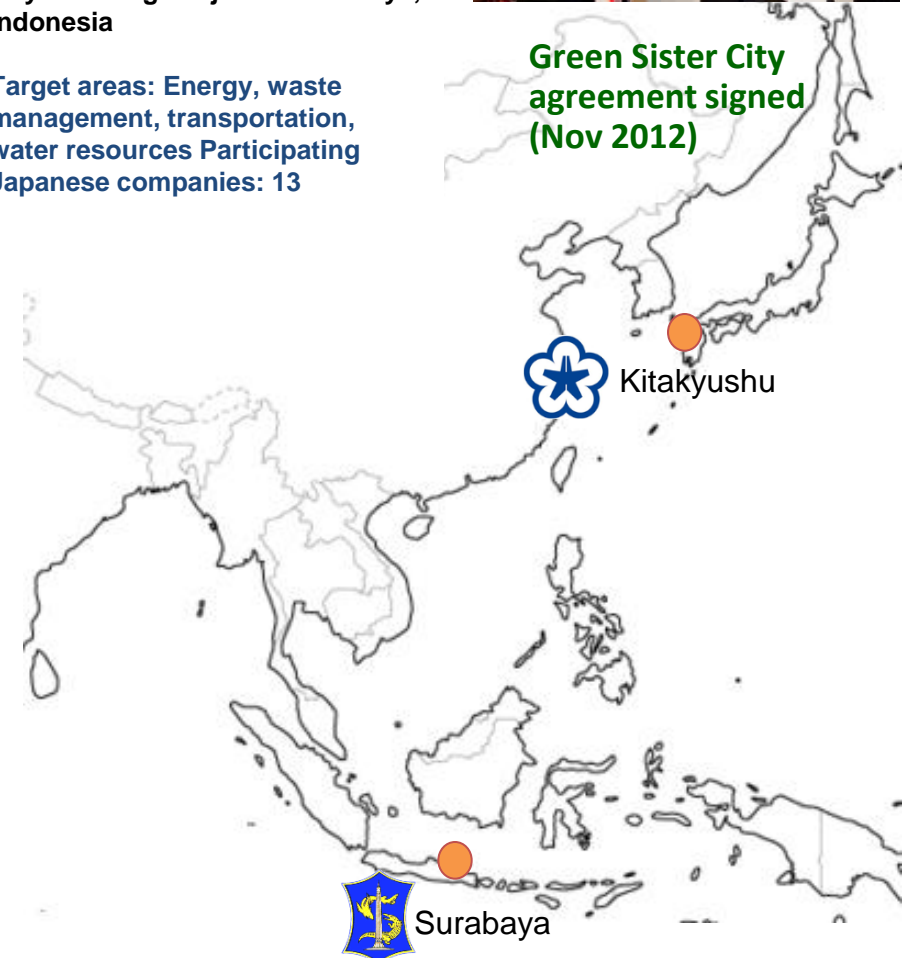 Indonesia
Target areas: Energy, waste
management, transportation,
water resources Participating
Japanese companies: 13
Green Sister City
agreement signed
(Nov 2012)
Kitakyushu
Surabaya